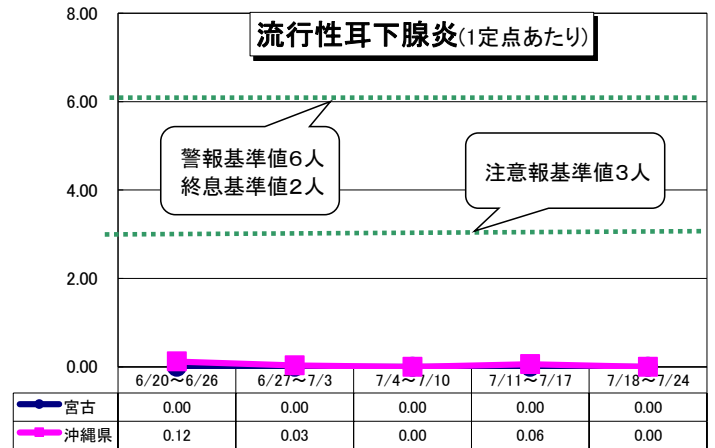 流行性耳下腺炎(1定点あたり)
8.00
6.00
4.00
2.00
0.00
警報基準値6人
終息基準値2人
注意報基準値3人
6/20～6/26 6/27～7/3 7/4～7/10 7/11～7/17 7/18～7/24
宮古 0.00 0.00 0.00 0.00 0.00
沖縄県 0.12 0.03 0.00 0.06 0.00